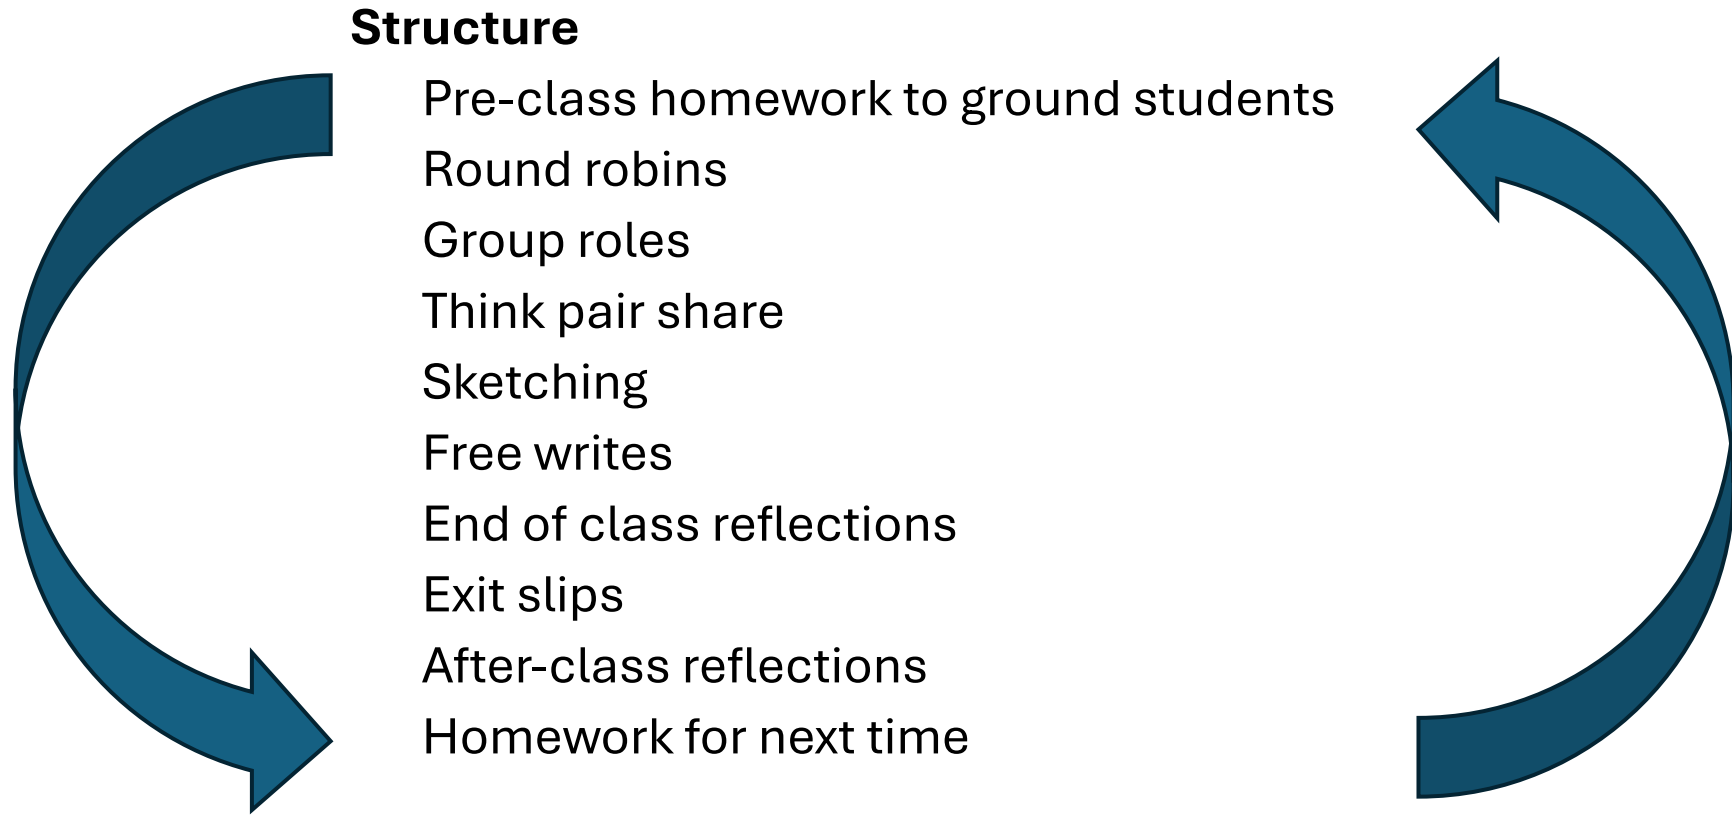 Structure
Pre-class homework to ground students
Round robins
Group roles
Think pair share
Sketching
Free writes
End of class reflections
Exit slips
After-class reflections
Homework for next time